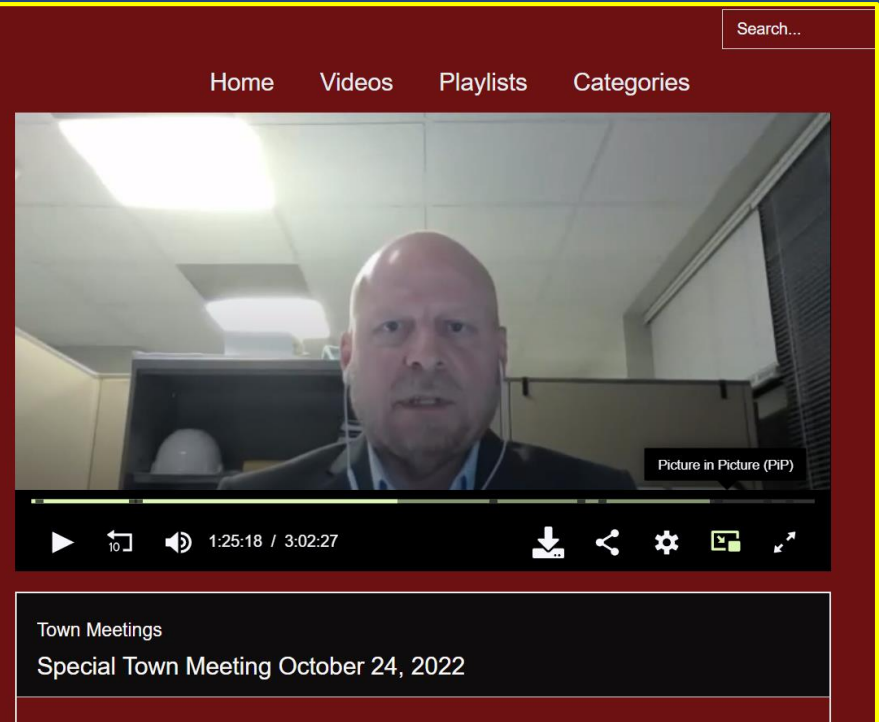 Search...
Home Videos Playlists Categories
Picture in Picture (PiP)
10
1:25:18 / 3:02:27
Town Meetings
Special Town Meeting October 24, 2022